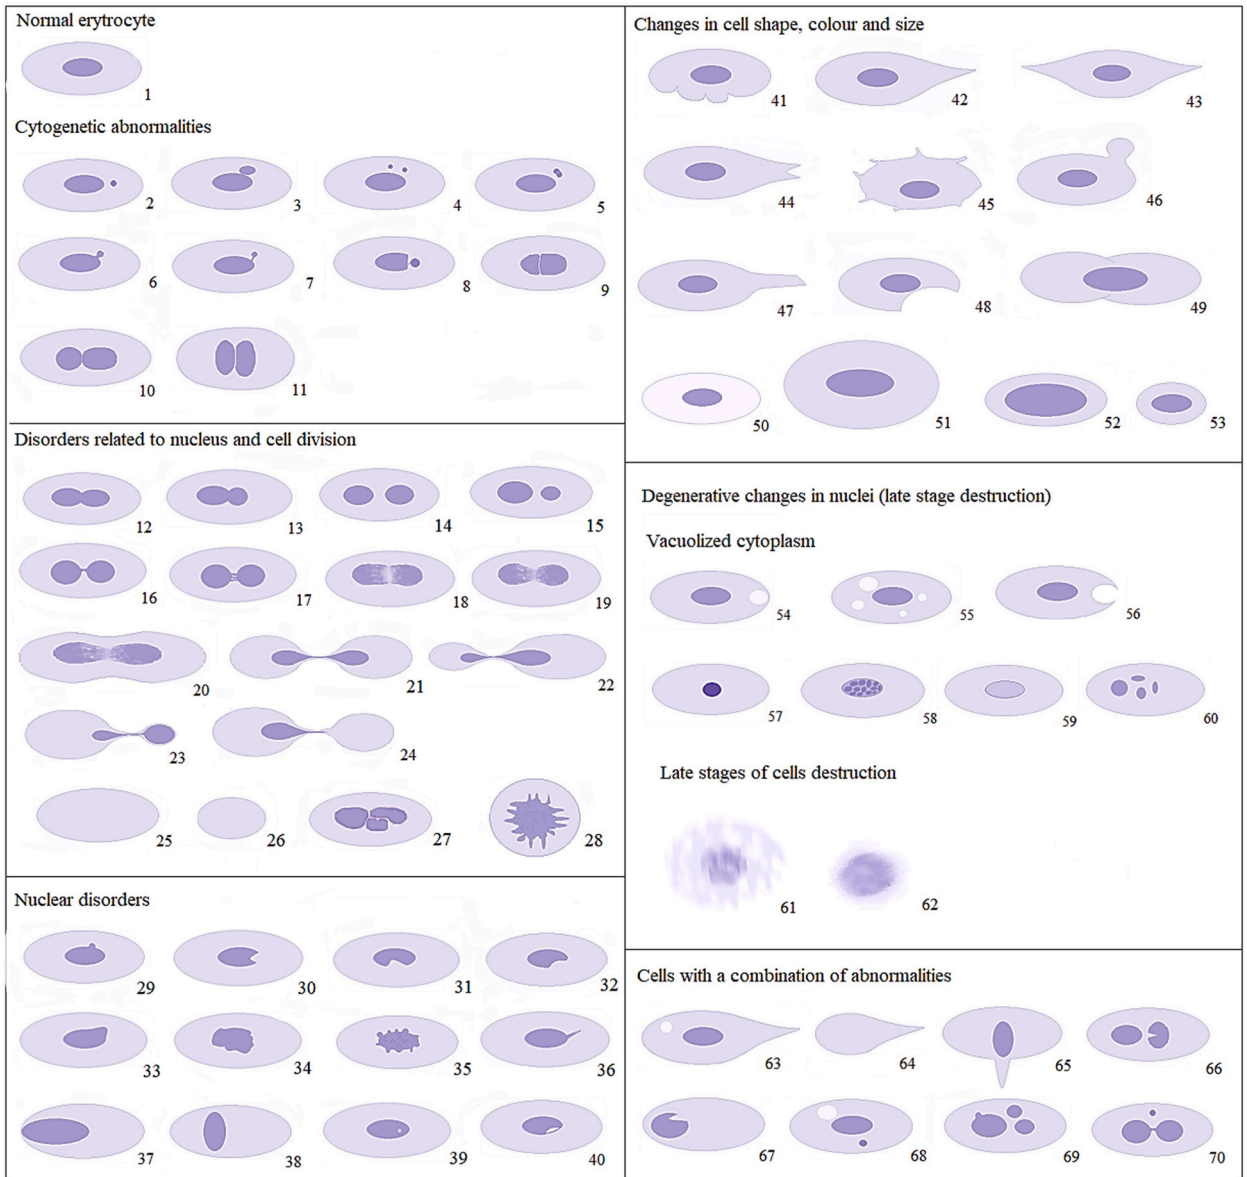 Normal erytrocyte
1
Cytogenetic abnormalities
2 3 4 5
6 7 8 9
10 11
Disorders related to nucleus and cell division
12 13 14 15
16 17 18 19
20 21 22
23 24
25 26 27 28
Nuclear disorders
29 30 31 32
33 34 35 36
37 38 39 40
Changes in cell shape, colour and size
41 42 43
44 45 46
47 48 49
50 51 52 53
Degenerative changes in nuclei (late stage destruction)
Vacuolized cytoplasm
54 55 56
57 58 59 60
Late stages of cells destruction
61 62
Cells with a combination of abnormalities
63 64 65 66
67 68 69 70